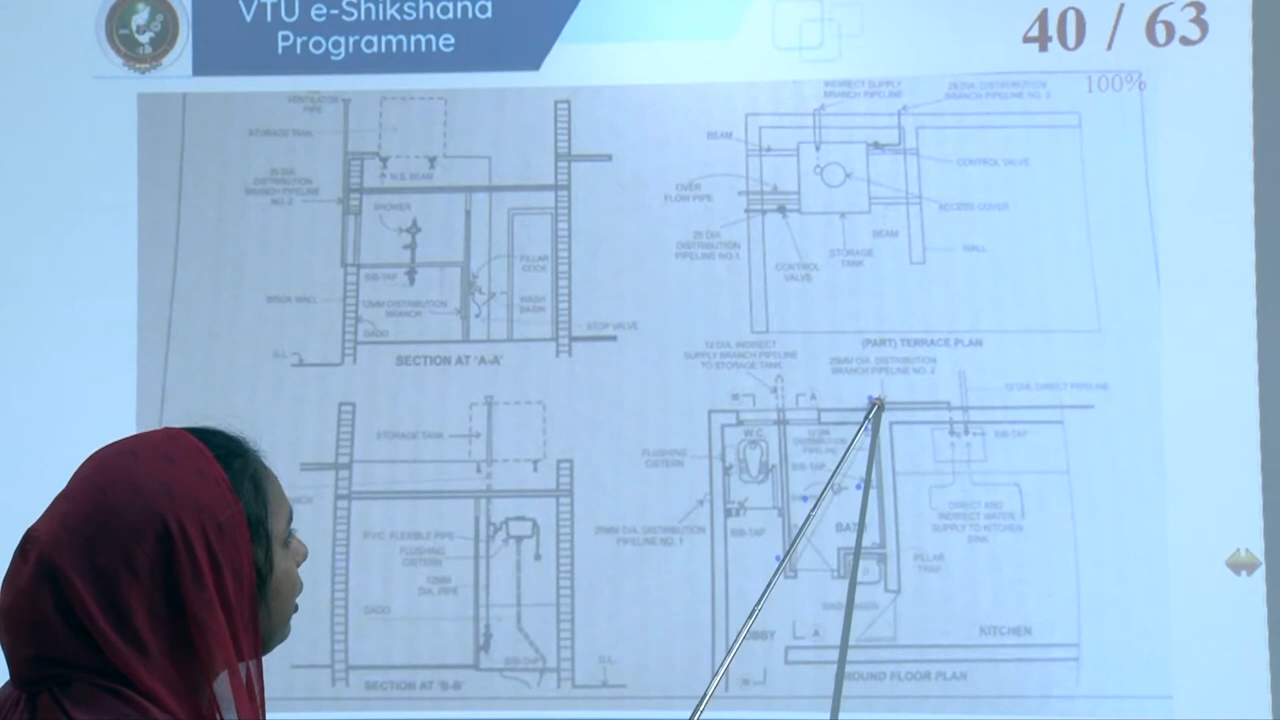 VTU e-Shikshana
Programme
40 / 63
100%
VENTILATOR
PIPE
STORAGE TANK
25 DIA.
DISTRIBUTION
BRANCH PIPELINE
NO. 2
M.S. BEAM
SHOWER
BIB-TAP
PILLAR
COCK
BRICK WALL
12MM DISTRIBUTION
BRANCH
WASH
BASIN
DADO
STOP VALVE
G.L.
SECTION AT 'A-A'
INDIRECT SUPPLY
BRANCH PIPELINE
25 DIA. DISTRIBUTION
BRANCH PIPELINE NO. 2
BEAM
CONTROL VALVE
OVER
FLOW PIPE
ACCESS COVER
25 DIA.
DISTRIBUTION
PIPELINE NO.1
CONTROL
VALVE
STORAGE
TANK
BEAM
WALL
(PART) TERRACE PLAN
STORAGE TANK
P.V.C. FLEXIBLE PIPE
FLUSHING
CISTERN
12MM
DIA. PIPE
DADO
BIB-TAP
G.L.
SECTION AT 'B-B'
12 DIA. INDIRECT
SUPPLY BRANCH PIPELINE
TO STORAGE TANK
25MM DIA. DISTRIBUTION
BRANCH PIPELINE NO. 2
12 DIA. DIRECT PIPELINE
B
A
W.C.
FLUSHING
CISTERN
BIB-TAP
BIB-TAP
25MM DIA. DISTRIBUTION
PIPELINE NO. 1
BIB-TAP
DIRECT AND
INDIRECT WATER
SUPPLY TO KITCHEN
SINK
BATH
PILLAR
TRAP
A
KITCHEN
B
ROUND FLOOR PLAN